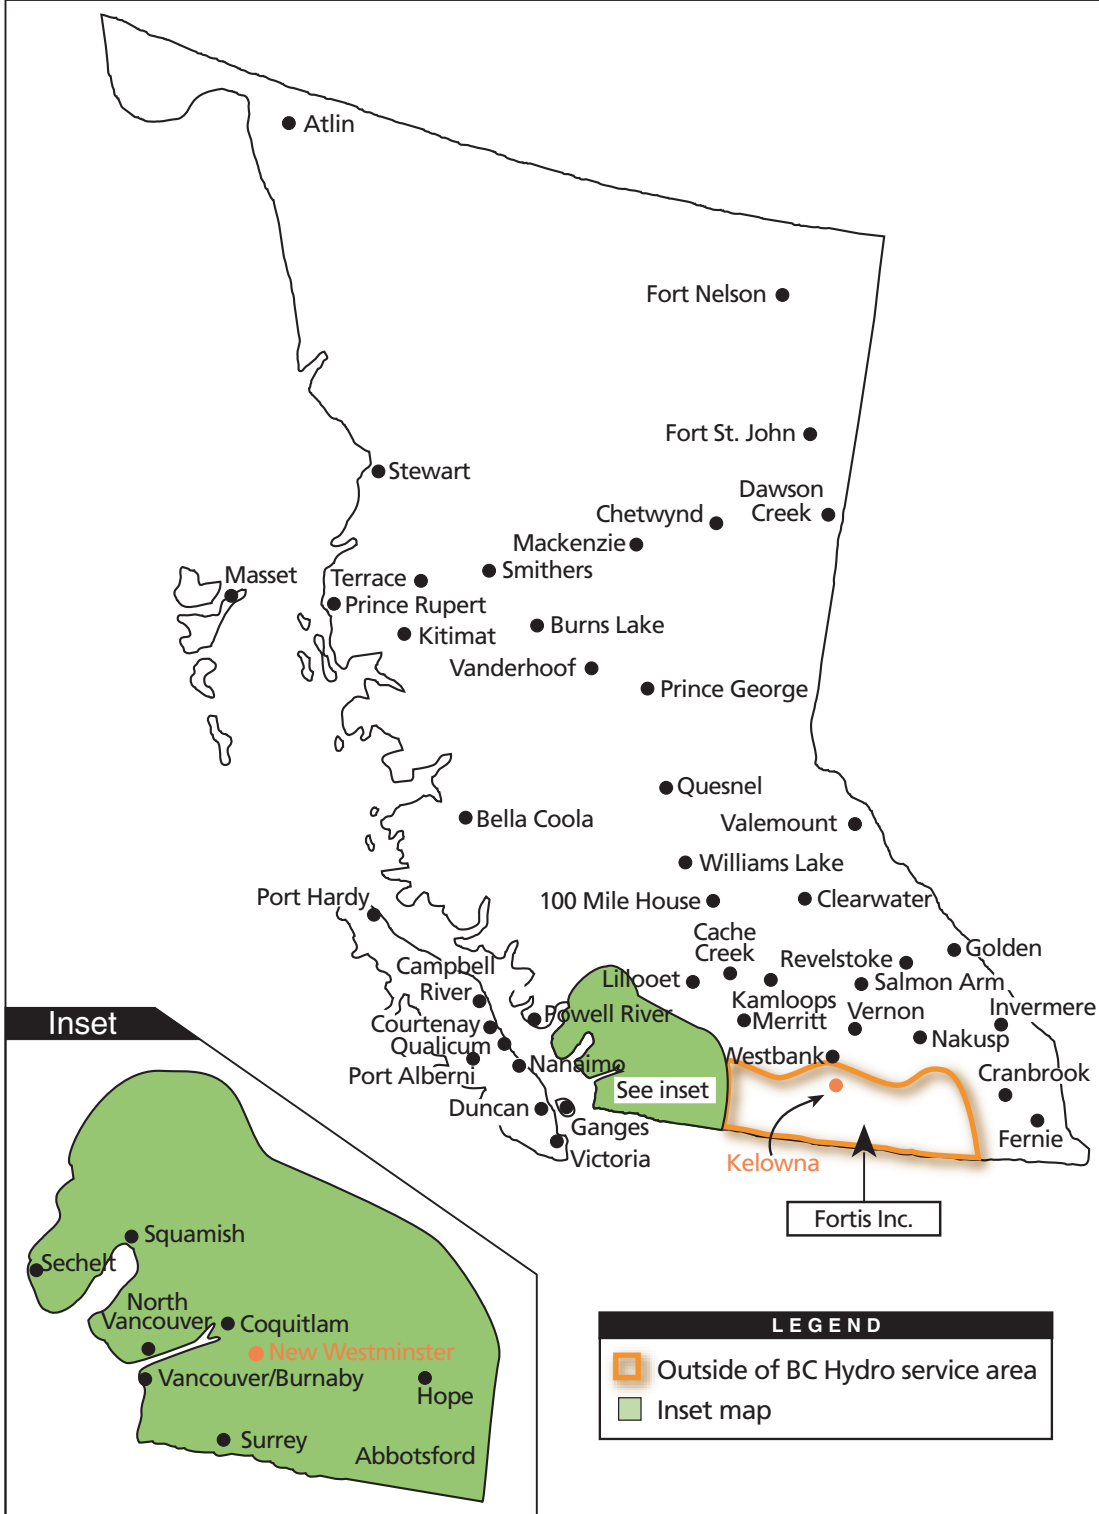 Atlin
Fort Nelson
Fort St. John
Stewart
Dawson
Creek
Chetwynd
Mackenzie
Smithers
Masset
Terrace
Prince Rupert
Kitimat
Burns Lake
Vanderhoof
Prince George
Quesnel
Bella Coola
Valemount
Williams Lake
Port Hardy
100 Mile House
Clearwater
Cache
Creek
Golden
Revelstoke
Campbell
River
Lillooet
Kamloops
Salmon Arm
Invermere
Powell River
Merritt
Vernon
Courtenay
Qualicum
Nakusp
Port Alberni
Nanaimo
Westbank
Cranbrook
See inset
Duncan
Ganges
Fernie
Victoria
Kelowna
Fortis Inc.
Inset
Squamish
Sechelt
North
Vancouver
Coquitlam
New Westminster
Vancouver/Burnaby
Hope
Surrey
Abbotsford
LEGEND
Outside of BC Hydro service area
Inset map